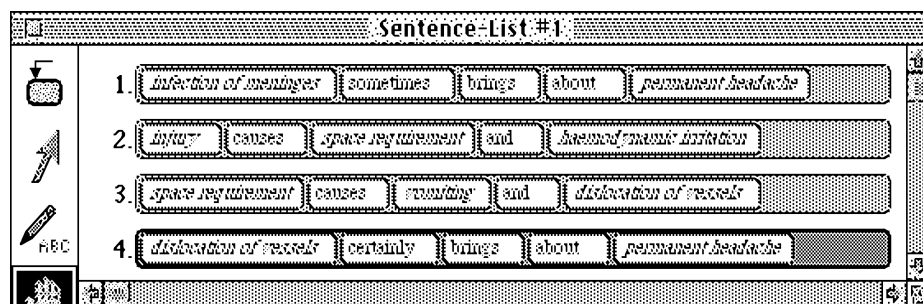 Sentence-List #1
1. infection of meninges sometimes brings about permanent headache
2. injury causes space requirement and haemodynamic irritation
3. space requirement causes vomiting and dislocation of vessels
ABC
4. dislocation of vessels certainly brings about permanent headache